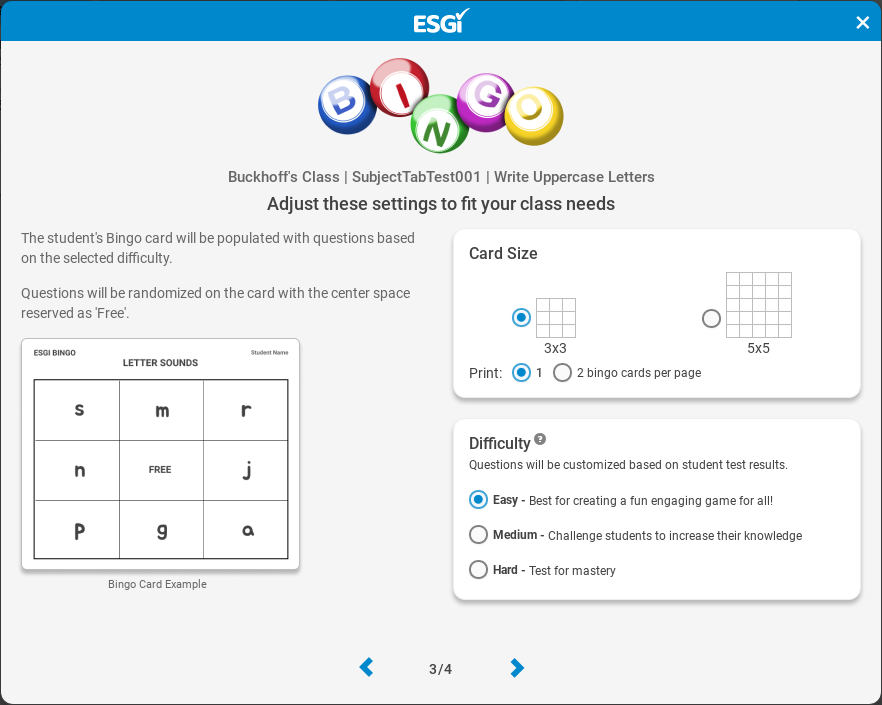 ESGi
B I N G O
Buckhoff's Class | SubjectTabTest001 | Write Uppercase Letters
Adjust these settings to fit your class needs
The student's Bingo card will be populated with questions based
on the selected difficulty.
Questions will be randomized on the card with the center space
reserved as 'Free'.
ESGI BINGO
Student Name
LETTER SOUNDS
s m r
n FREE j
p g a
Bingo Card Example
Card Size
3x3
5x5
Print: 1 2 bingo cards per page
Difficulty ?
Questions will be customized based on student test results.
Easy - Best for creating a fun engaging game for all!
Medium - Challenge students to increase their knowledge
Hard - Test for mastery
3/4